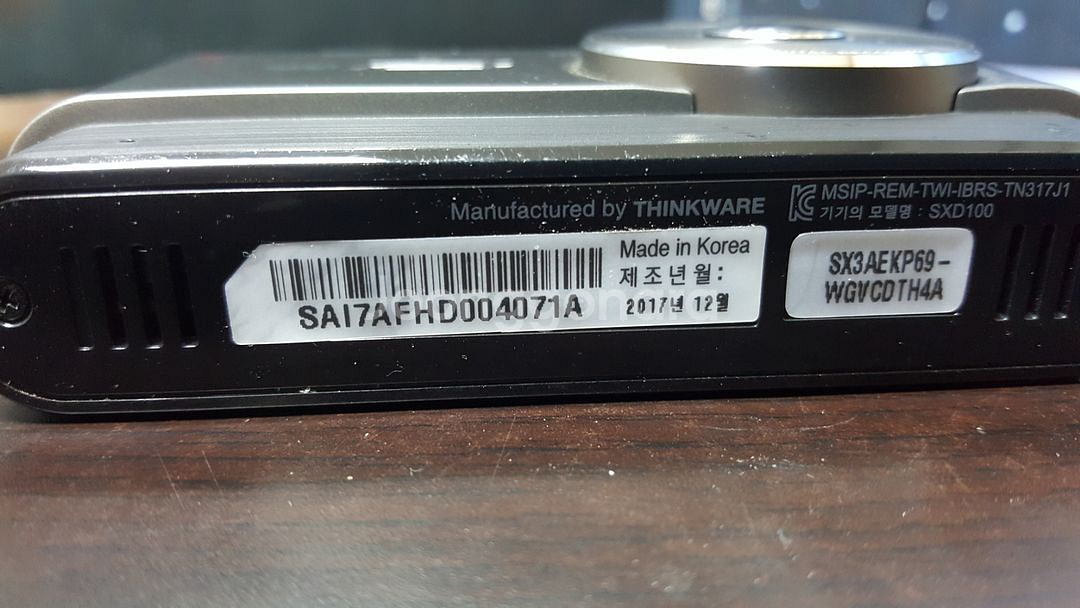 Manufactured by THINKWARE
MSIP-REM-TWI-IBRS-TN317J1
기기의 모델명 : SXD100
Made in Korea
제조년월:
SAI7AFHD004071A
2017년 12월
SX3AEKP69-
WGVCDTH4A